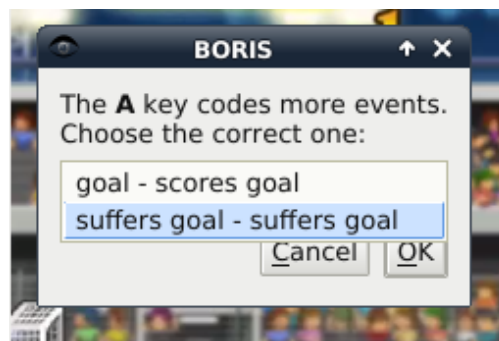 BORIS
The A key codes more events.
Choose the correct one:
goal - scores goal
suffers goal - suffers goal
Cancel OK